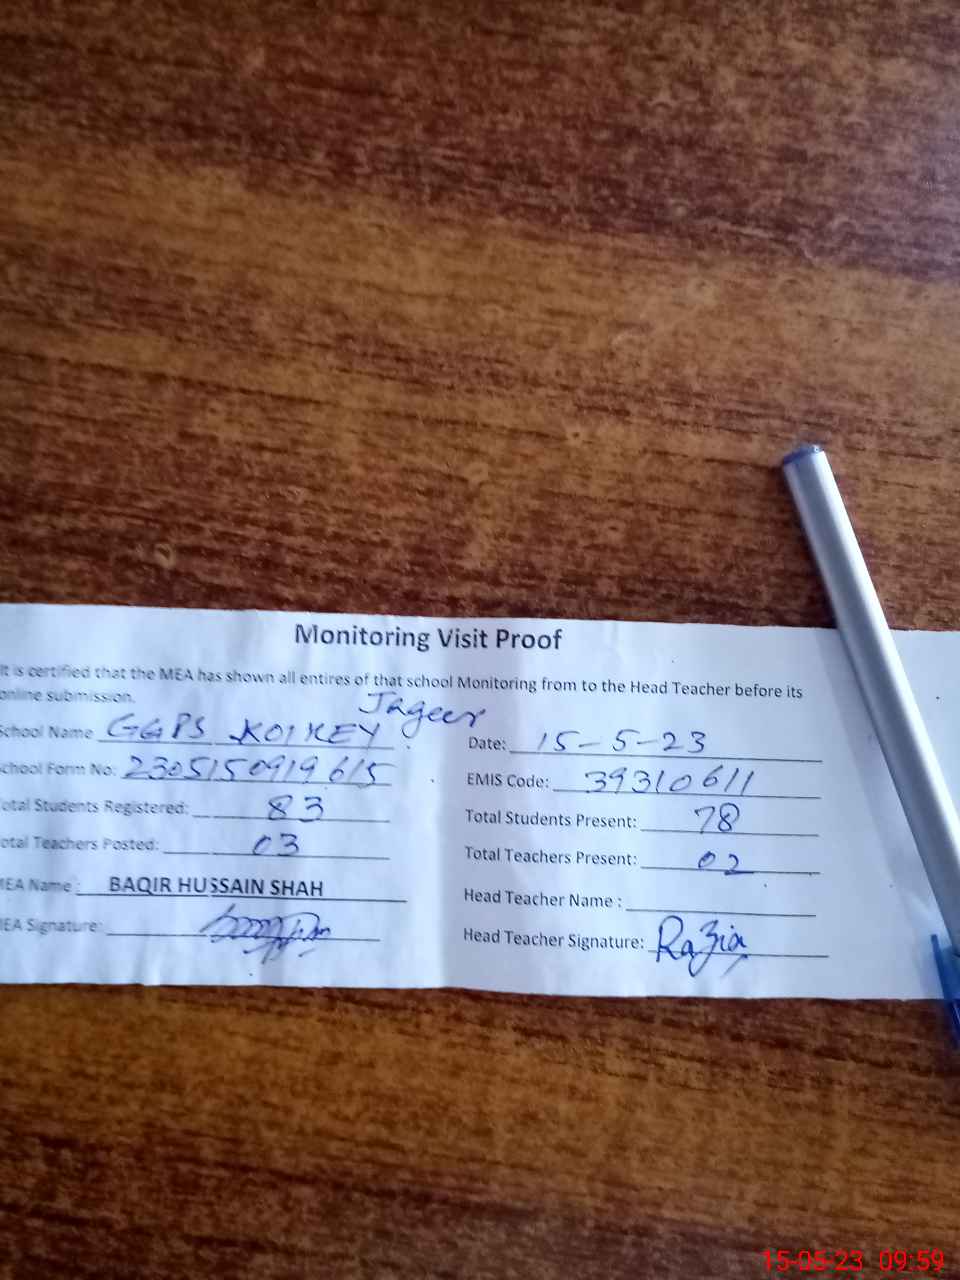 Monitoring Visit Proof
It is certified that the MEA has shown all entires of that school Monitoring from to the Head Teacher before its
online submission.
Jageer
School Name GGPS KOTKEY
Date: 15-5-23
School Form No: 2305150919615
EMIS Code: 39310611
Total Students Registered: 83
Total Students Present: 78
Total Teachers Posted: 03
Total Teachers Present: 02
MEA Name : BAQIR HUSSAIN SHAH
Head Teacher Name :
MEA Signature:
Head Teacher Signature: Razia
15-05-23 09:59